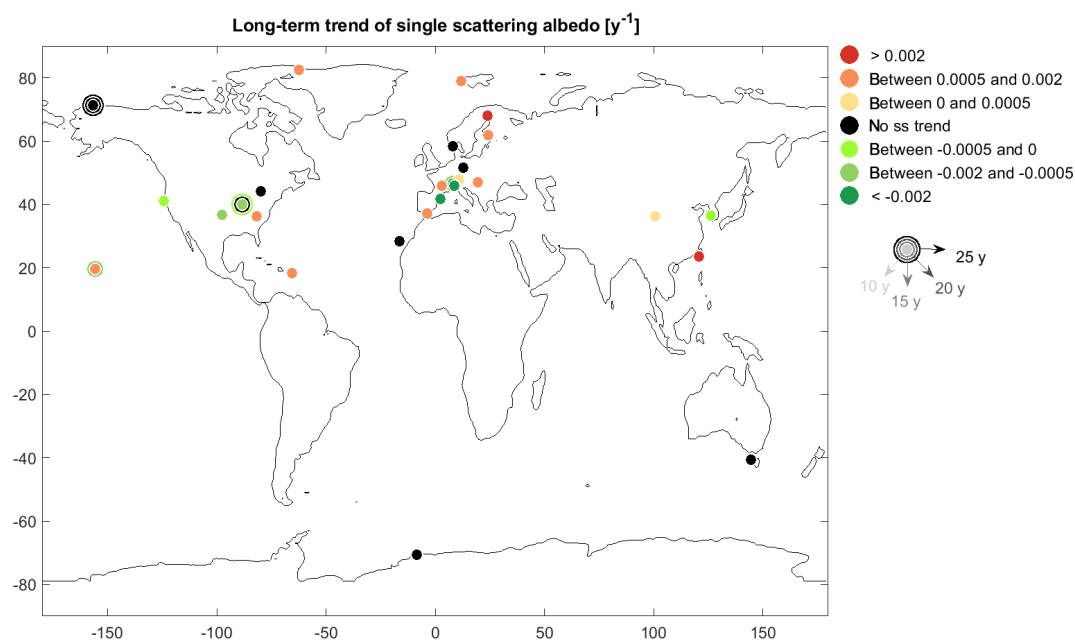 Long-term trend of single scattering albedo [y⁻¹]
> 0.002
Between 0.0005 and 0.002
Between 0 and 0.0005
No ss trend
Between -0.0005 and 0
Between -0.002 and -0.0005
< -0.002
25 y
20 y
15 y
10 y
80
60
40
20
0
-20
-40
-60
-80
-150 -100 -50 0 50 100 150